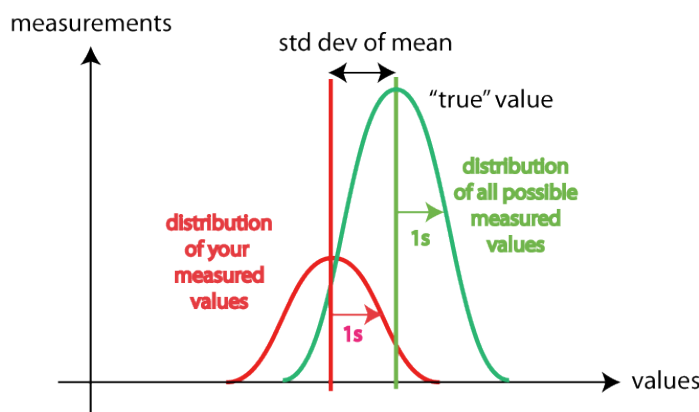 measurements
std dev of mean
“true” value
distribution
of all possible
measured
values
1s
distribution
of your
measured
values
1s
values